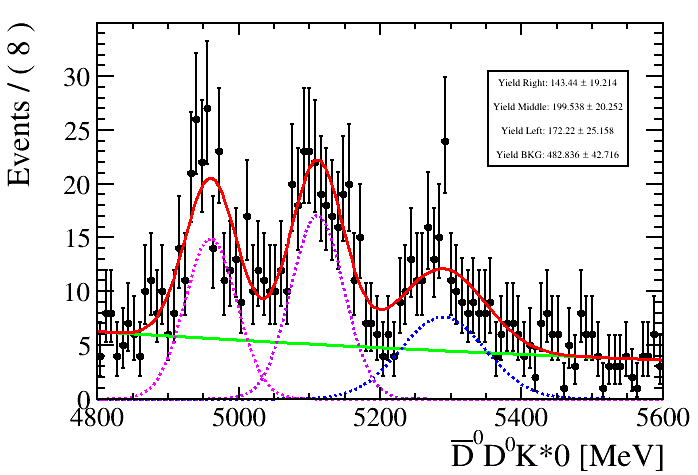 Events / ( 8 )
30
25
20
15
10
5
0
Yield Right: 143.44 ± 19.214
Yield Middle: 199.538 ± 20.252
Yield Left: 172.22 ± 25.158
Yield BKG: 482.836 ± 42.716
4800 5000 5200 5400 5600
D̅⁰D⁰K*0 [MeV]